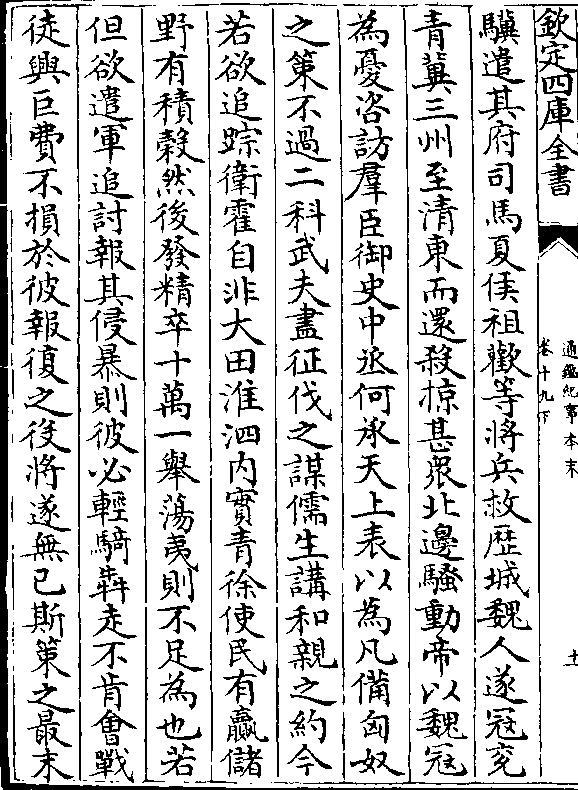 欽定四庫全書
通鑑紀事本末
卷十九下
十一
驥遣其府司馬夏侯祖歡等將兵救歴城魏人遂冦兖
青冀三州至清東而還殺掠甚衆北邊騷動帝以魏冦
為憂咨訪羣臣御史中丞何承天上表以為凡備匈奴
之策不過二科武夫盡征伐之謀儒生講和親之約今
若欲追踪衛霍自非大田淮泗内實青徐使民有贏儲
野有積穀然後發精卒十萬一舉蕩夷則不足為也若
但欲遣軍追討報其侵暴則彼必輕騎犇走不肯㑹戰
徒興巨費不損於彼報復之役將遂無已斯策之最末